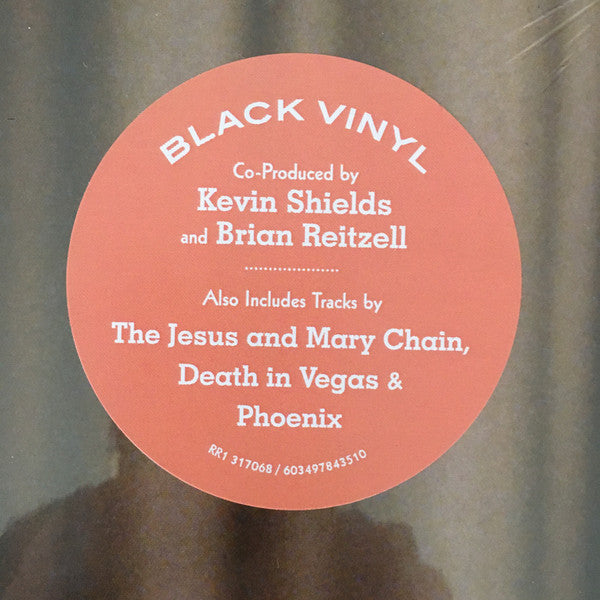 BLACK VINYL
Co-Produced by
Kevin Shields
and Brian Reitzell
Also Includes Tracks by
The Jesus and Mary Chain,
Death in Vegas &
Phoenix
RR1 317068 / 603497843510